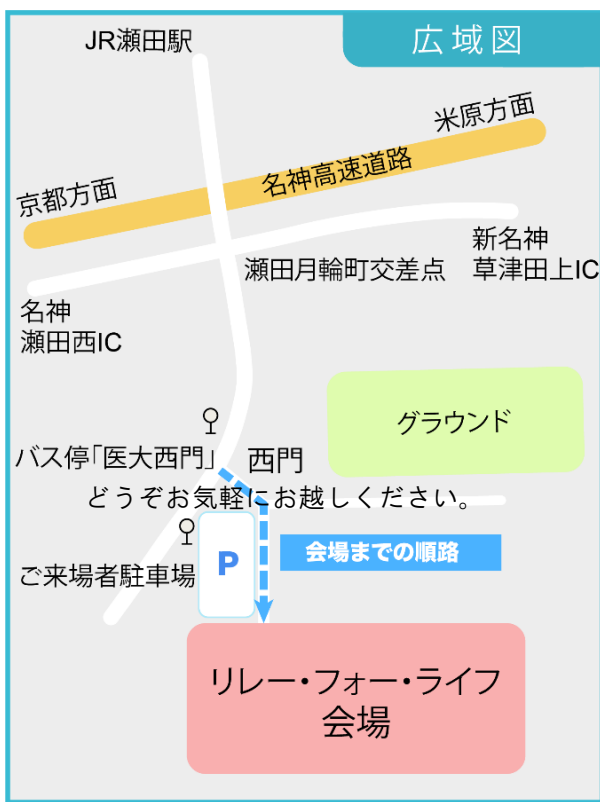 広域図
JR瀬田駅
米原方面
名神高速道路
京都方面
新名神
草津田上IC
瀬田月輪町交差点
名神
瀬田西IC
グラウンド
バス停「医大西門」
西門
どうぞお気軽にお越しください。
会場までの順路
P
ご来場者駐車場
リレー・フォー・ライフ
会場